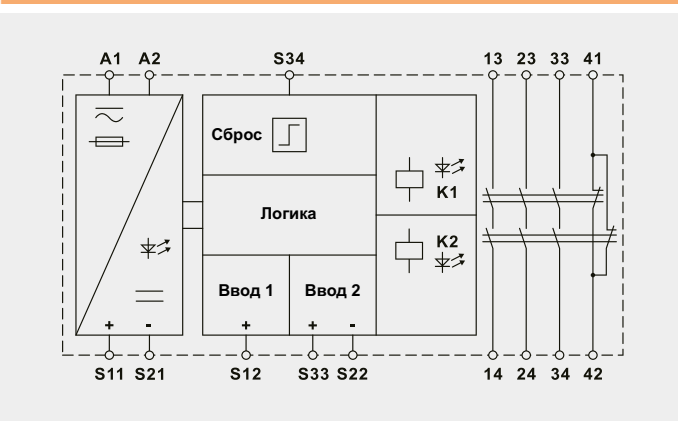 A1 A2 S34 13 23 33 41
Сброс
K1
Логика
K2
Ввод 1 Ввод 2
+ - + + -
S11 S21 S12 S33 S22 14 24 34 42